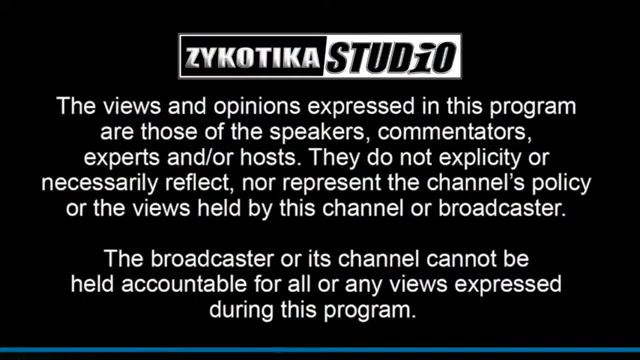 ZYKOTIKA STUDiO
The views and opinions expressed in this program
are those of the speakers, commentators,
experts and/or hosts. They do not explicity or
necessarily reflect, nor represent the channel's policy
or the views held by this channel or broadcaster.
The broadcaster or its channel cannot be
held accountable for all or any views expressed
during this program.